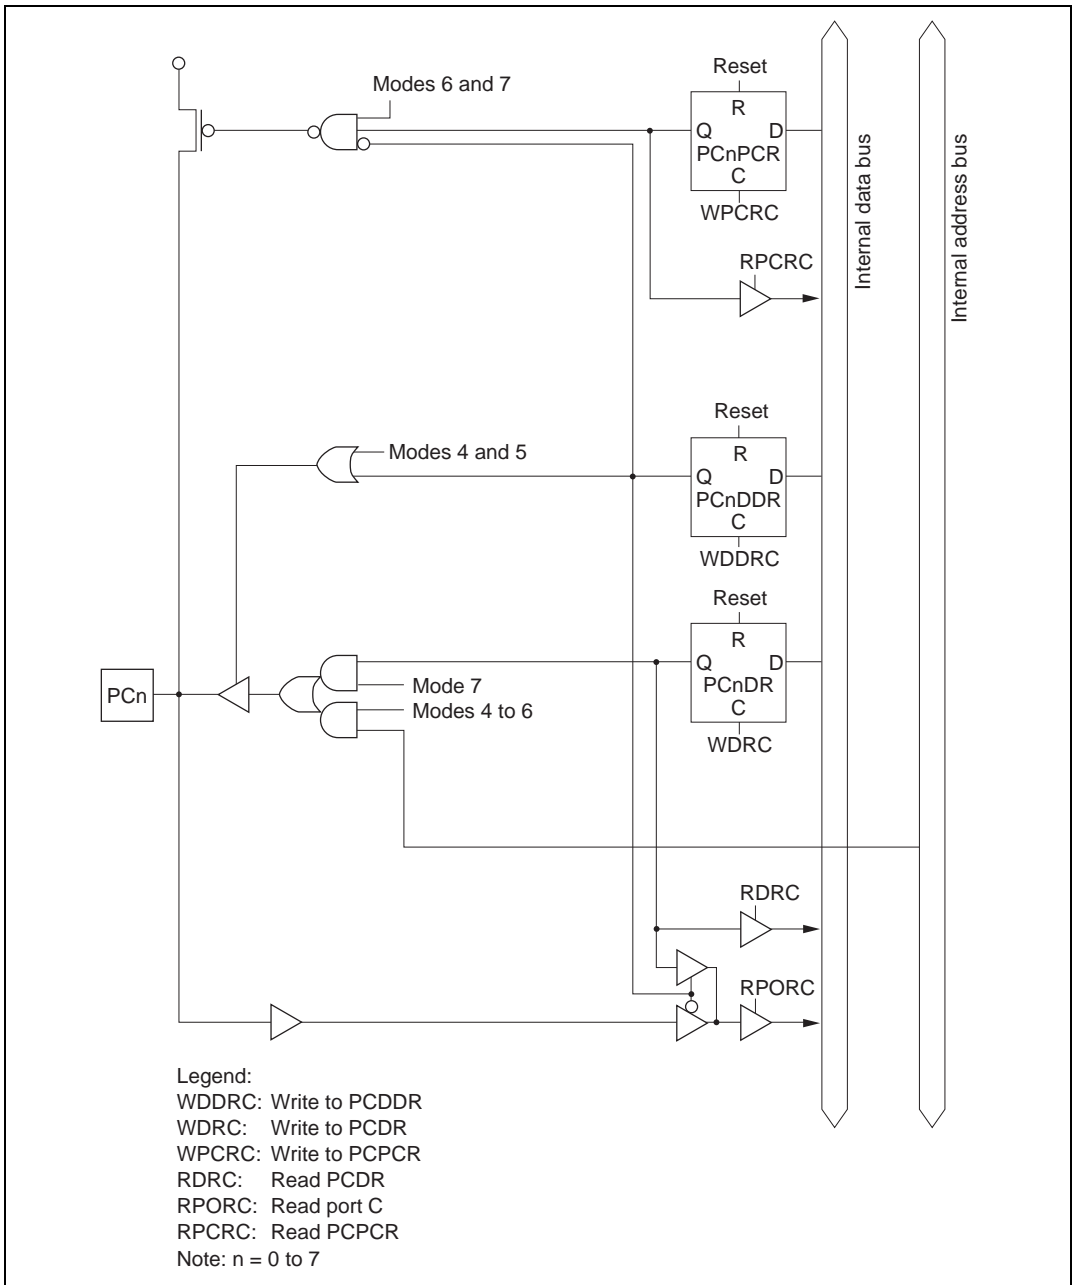 Modes 6 and 7
Reset
R
Q D
PCnPCR
C
WPCRC
RPCRC
Internal data bus
Internal address bus
Reset
Modes 4 and 5
R
Q D
PCnDDR
C
WDDRC
Reset
R
Q D
PCnDR
C
WDRC
PCn
Mode 7
Modes 4 to 6
RDRC
RPORC
Legend:
WDDRC: Write to PCDDR
WDRC: Write to PCDR
WPCRC: Write to PCPCR
RDRC: Read PCDR
RPORC: Read port C
RPCRC: Read PCPCR
Note: n = 0 to 7